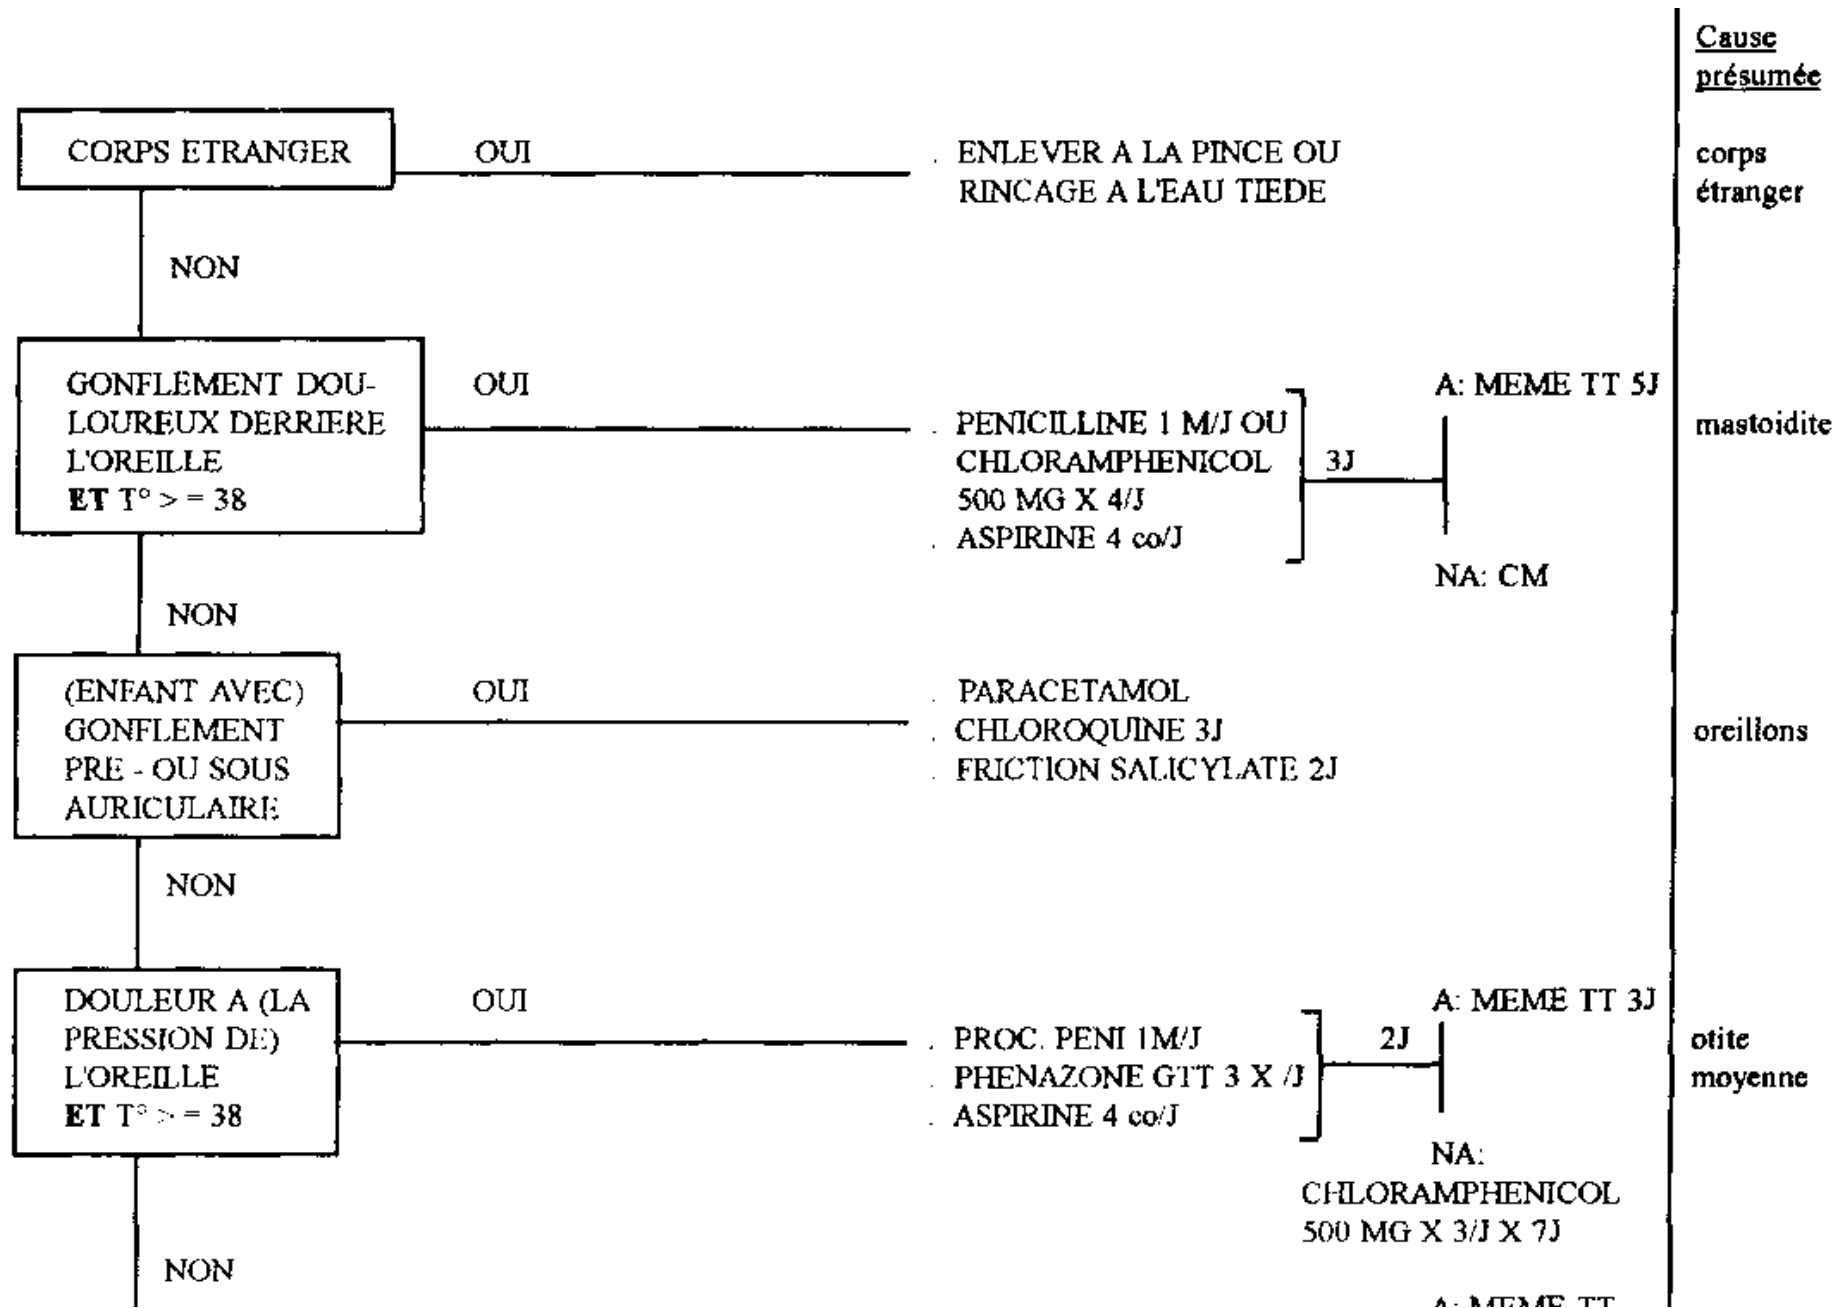 Cause
présumée
CORPS ETRANGER
OUI
. ENLEVER A LA PINCE OU
RINCAGE A L'EAU TIEDE
corps
étranger
NON
GONFLEMENT DOU-
LOUREUX DERRIERE
L'OREILLE
ET T° > = 38
OUI
. PENICILLINE 1 M/J OU
CHLORAMPHENICOL
500 MG X 4/J
. ASPIRINE 4 co/J
3J
A: MEME TT 5J
NA: CM
mastoidite
NON
(ENFANT AVEC)
GONFLEMENT
PRE - OU SOUS
AURICULAIRE
OUI
. PARACETAMOL
. CHLOROQUINE 3J
. FRICTION SALICYLATE 2J
oreillons
NON
DOULEUR A (LA
PRESSION DE)
L'OREILLE
ET T° > = 38
OUI
. PROC. PENI 1M/J
. PHENAZONE GTT 3 X /J
. ASPIRINE 4 co/J
2J
A: MEME TT 3J
NA:
CHLORAMPHENICOL
500 MG X 3/J X 7J
otite
moyenne
NON
A: MEME TT